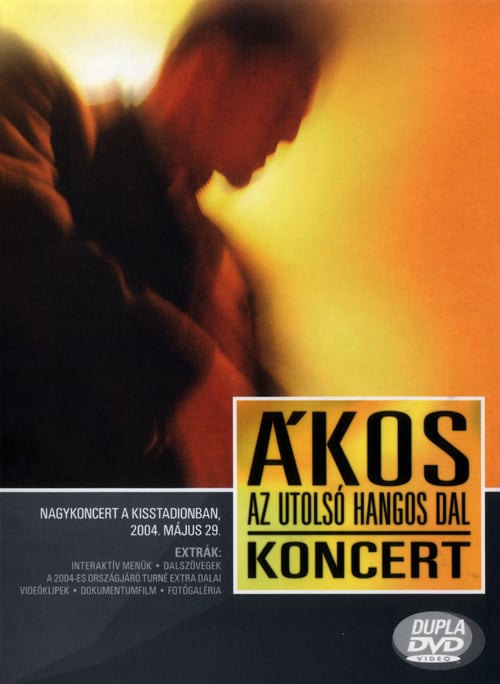 ÁKOS
AZ UTOLSÓ HANGOS DAL
KONCERT
NAGYKONCERT A KISSTADIONBAN,
2004. MÁJUS 29.
EXTRÁK:
INTERAKTÍV MENÜK • DALSZÖVEGEK
A 2004-ES ORSZÁGJÁRÓ TURNÉ EXTRA DALAI
VIDEÓKLIPEK • DOKUMENTUMFILM • FOTÓGALÉRIA
DUPLA
DVD
VIDEO